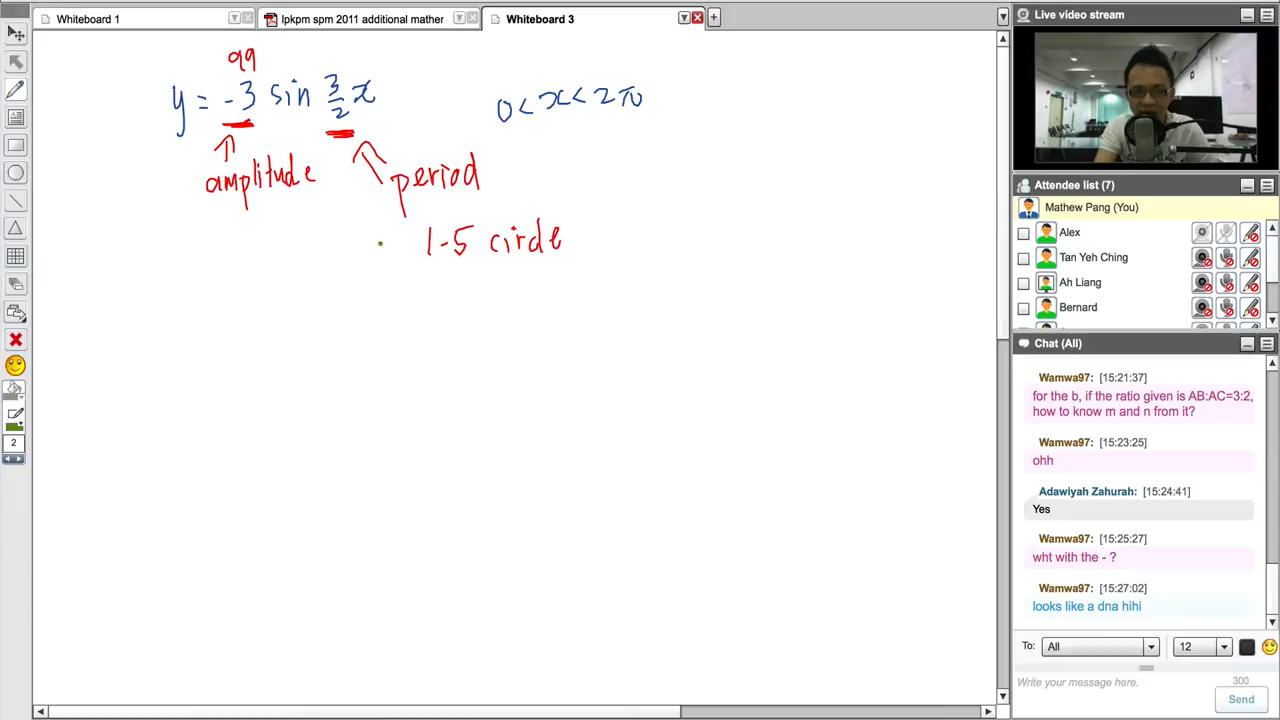 Whiteboard 1
lpkpm spm 2011 additional mather
Whiteboard 3
99
y = -3 sin 3/2 x
0 < x < 2π
amplitude
period
1-5 circle
2
Live video stream
Attendee list (7)
Mathew Pang (You)
Alex
Tan Yeh Ching
Ah Liang
Bernard
Chat (All)
Wamwa97: [15:21:37]
for the b, if the ratio given is AB:AC=3:2,
how to know m and n from it?
Wamwa97: [15:23:25]
ohh
Adawiyah Zahurah: [15:24:41]
Yes
Wamwa97: [15:25:27]
wht with the - ?
Wamwa97: [15:27:02]
looks like a dna hihi
To: All 12
Write your message here.
300
Send